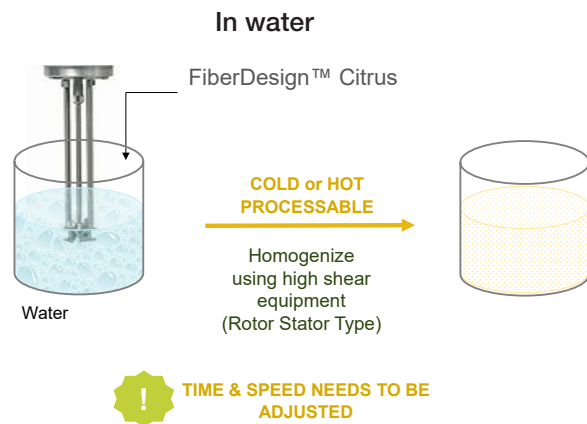 In water
FiberDesign™ Citrus
COLD or HOT
PROCESSABLE
Homogenize
using high shear
equipment
(Rotor Stator Type)
Water
!
TIME & SPEED NEEDS TO BE
ADJUSTED